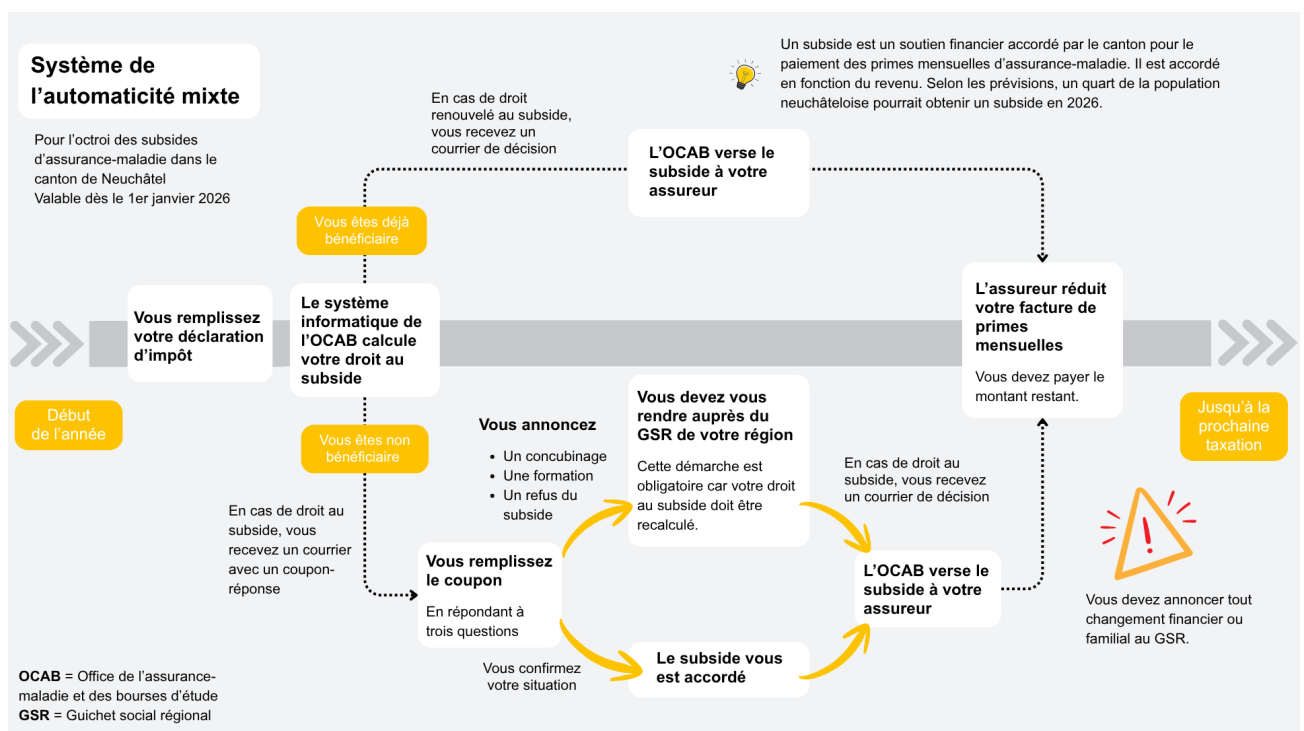 Système de
l’automaticité mixte
Pour l’octroi des subsides
d’assurance-maladie dans le
canton de Neuchâtel
Valable dès le 1er janvier 2026
Un subside est un soutien financier accordé par le canton pour le
paiement des primes mensuelles d’assurance-maladie. Il est accordé
en fonction du revenu. Selon les prévisions, un quart de la population
neuchâteloise pourrait obtenir un subside en 2026.
En cas de droit
renouvelé au subside,
vous recevez un
courrier de décision
L’OCAB verse le
subside à votre
assureur
Vous êtes déjà
bénéficiaire
Vous remplissez
votre déclaration
d’impôt
Le système
informatique de
l’OCAB calcule
votre droit au
subside
L’assureur réduit
votre facture de
primes
mensuelles
Vous devez payer le
montant restant.
Début
de l’année
Vous êtes non
bénéficiaire
Vous annoncez
• Un concubinage
• Une formation
• Un refus du
subside
Vous devez vous
rendre auprès du
GSR de votre région
Cette démarche est
obligatoire car votre droit
au subside doit être
recalculé.
En cas de droit au
subside, vous recevez
un courrier de décision
Jusqu’à la
prochaine
taxation
En cas de droit au
subside, vous
recevez un courrier
avec un coupon-
réponse
Vous remplissez
le coupon
En répondant à
trois questions
L’OCAB verse le
subside à votre
assureur
Vous devez annoncer tout
changement financier ou
familial au GSR.
Vous confirmez
votre situation
Le subside vous
est accordé
OCAB = Office de l’assurance-
maladie et des bourses d’étude
GSR = Guichet social régional